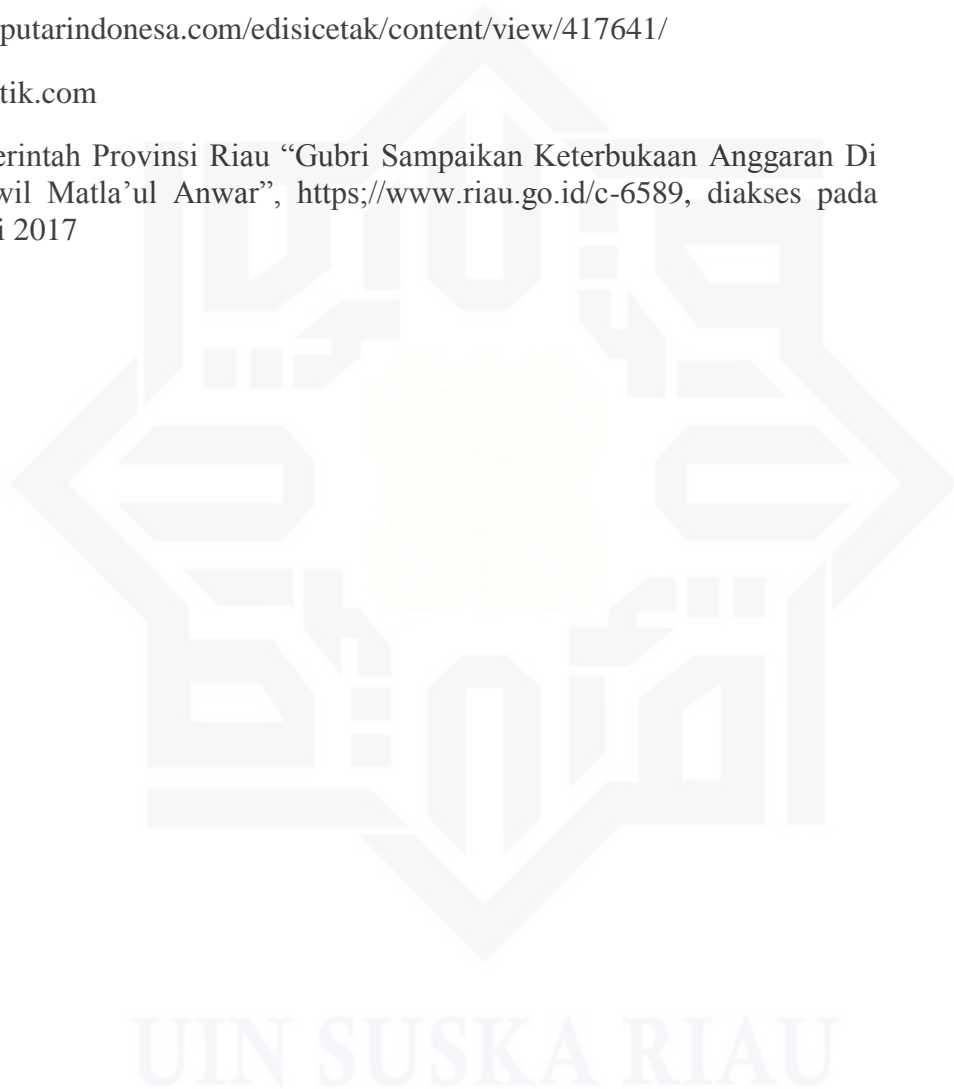 putarindonesa.com/edisicetak/content/view/417641/
tik.com
erintah Provinsi Riau “Gubri Sampaikan Keterbukaan Anggaran Di
wil Matla’ul Anwar”, https;//www.riau.go.id/c-6589, diakses pada
i 2017
UIN SUSKA RIAU